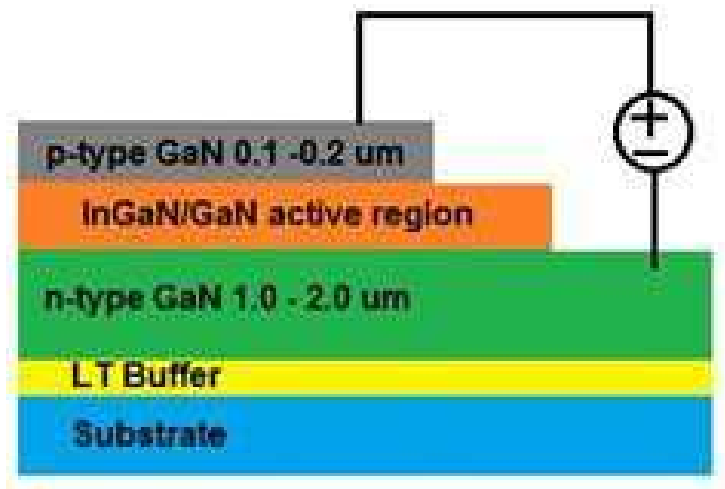 p-type GaN 0.1 -0.2 um
InGaN/GaN active region
n-type GaN 1.0 - 2.0 um
LT Buffer
Substrate
+
−